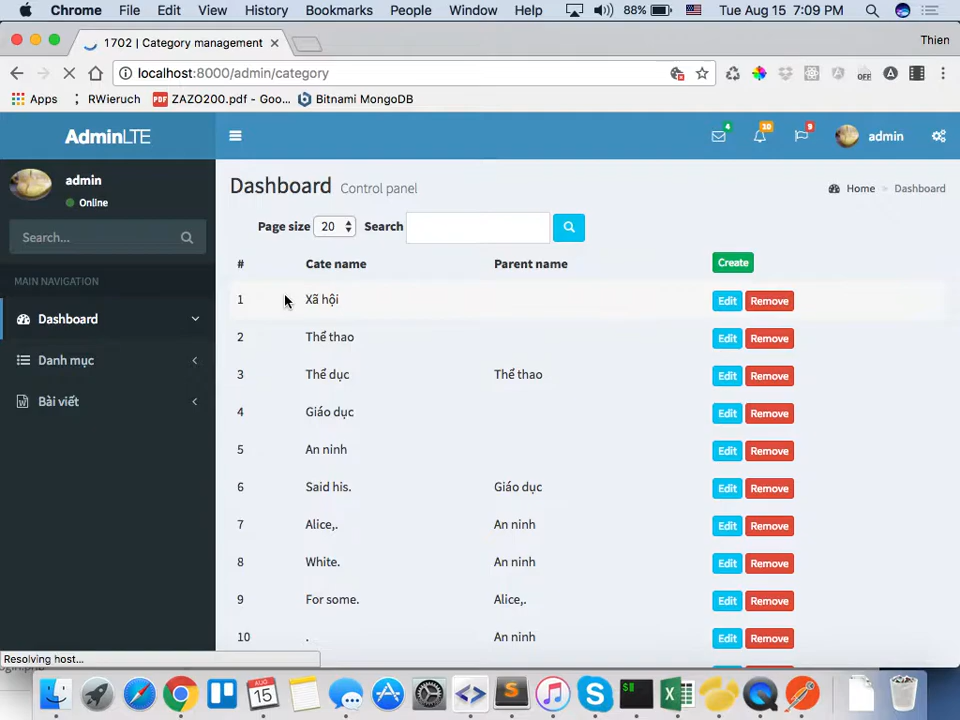 Chrome File Edit View History Bookmarks People Window Help 88% Tue Aug 15 7:09 PM
1702 | Category management
Thien
localhost:8000/admin/category
OFF
Apps RWieruch PDF ZAZO200.pdf - Goo... Bitnami MongoDB
AdminLTE
4 10 9 admin
admin
Online
Search...
MAIN NAVIGATION
Dashboard
Danh mục
Bài viết
Dashboard Control panel
Home > Dashboard
Page size 20 Search
# Cate name Parent name Create
1 Xã hội Edit Remove
2 Thể thao Edit Remove
3 Thể dục Thể thao Edit Remove
4 Giáo dục Edit Remove
5 An ninh Edit Remove
6 Said his. Giáo dục Edit Remove
7 Alice,. An ninh Edit Remove
8 White. An ninh Edit Remove
9 For some. Alice,. Edit Remove
10 . An ninh Edit Remove
Resolving host...
15